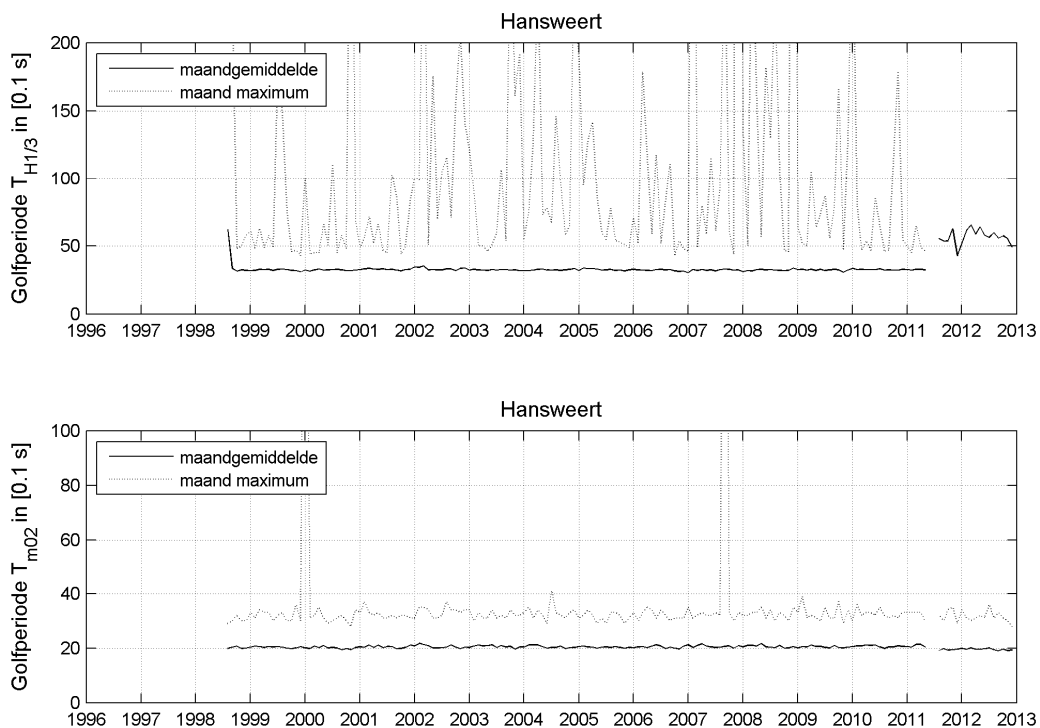 Hansweert
Golfperiode T_H1/3 in [0.1 s]
200
150
100
50
0
maandgemiddelde
maand maximum
1996 1997 1998 1999 2000 2001 2002 2003 2004 2005 2006 2007 2008 2009 2010 2011 2012 2013
Hansweert
Golfperiode T_m02 in [0.1 s]
100
80
60
40
20
0
maandgemiddelde
maand maximum
1996 1997 1998 1999 2000 2001 2002 2003 2004 2005 2006 2007 2008 2009 2010 2011 2012 2013